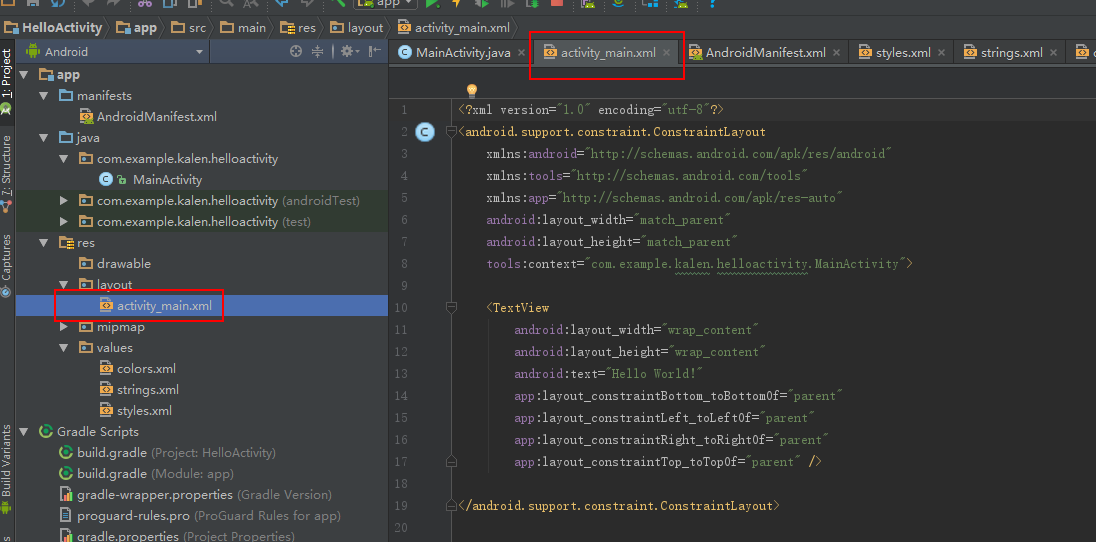 app
HelloActivity app src main res layout activity_main.xml
Android
MainActivity.java activity_main.xml AndroidManifest.xml styles.xml strings.xml
1: Project
7: Structure
Captures
Build Variants
app
manifests
AndroidManifest.xml
java
com.example.kalen.helloactivity
MainActivity
com.example.kalen.helloactivity (androidTest)
com.example.kalen.helloactivity (test)
res
drawable
layout
activity_main.xml
mipmap
values
colors.xml
strings.xml
styles.xml
Gradle Scripts
build.gradle (Project: HelloActivity)
build.gradle (Module: app)
gradle-wrapper.properties (Gradle Version)
proguard-rules.pro (ProGuard Rules for app)
gradle.properties (Project Properties)
1 <?xml version="1.0" encoding="utf-8"?>
2 <android.support.constraint.ConstraintLayout
3 xmlns:android="http://schemas.android.com/apk/res/android"
4 xmlns:tools="http://schemas.android.com/tools"
5 xmlns:app="http://schemas.android.com/apk/res-auto"
6 android:layout_width="match_parent"
7 android:layout_height="match_parent"
8 tools:context="com.example.kalen.helloactivity.MainActivity">
9
10 <TextView
11 android:layout_width="wrap_content"
12 android:layout_height="wrap_content"
13 android:text="Hello World!"
14 app:layout_constraintBottom_toBottomOf="parent"
15 app:layout_constraintLeft_toLeftOf="parent"
16 app:layout_constraintRight_toRightOf="parent"
17 app:layout_constraintTop_toTopOf="parent" />
18
19 </android.support.constraint.ConstraintLayout>
20